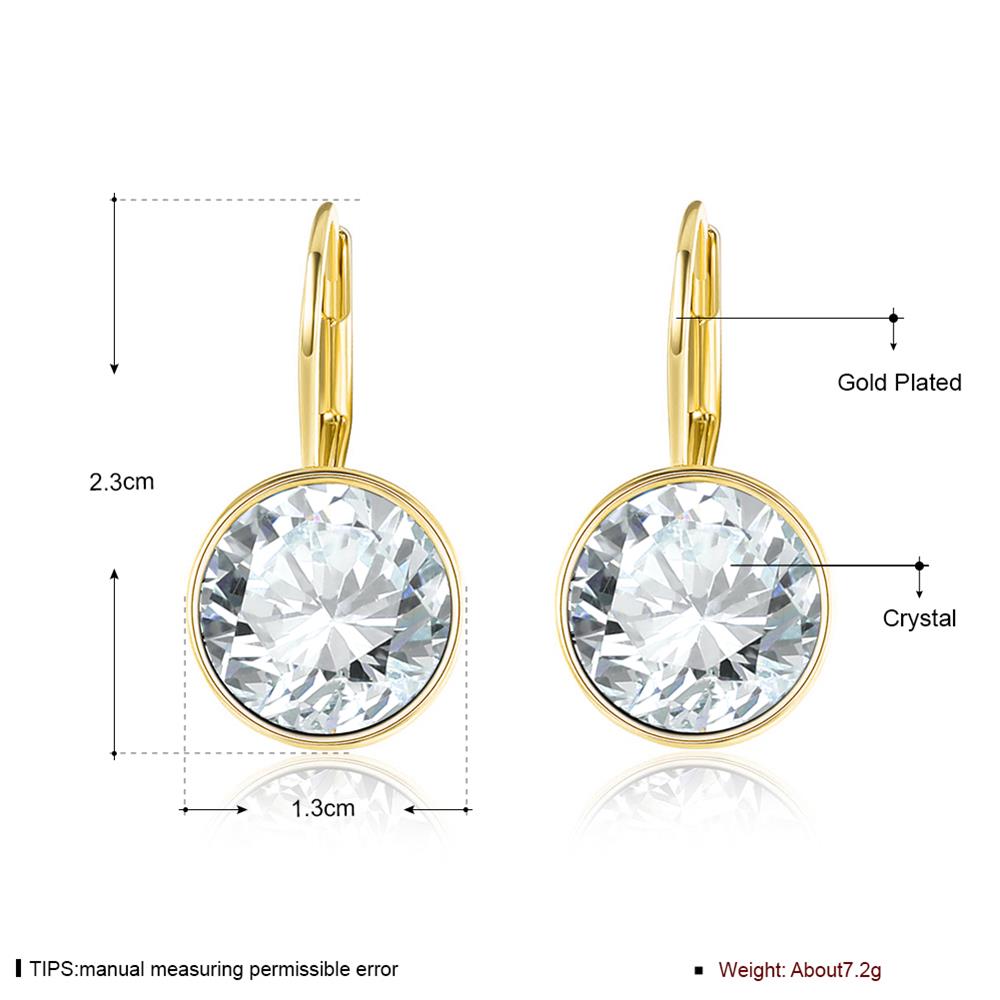 Gold Plated
2.3cm
Crystal
1.3cm
TIPS:manual measuring permissible error
▪ Weight: About7.2g